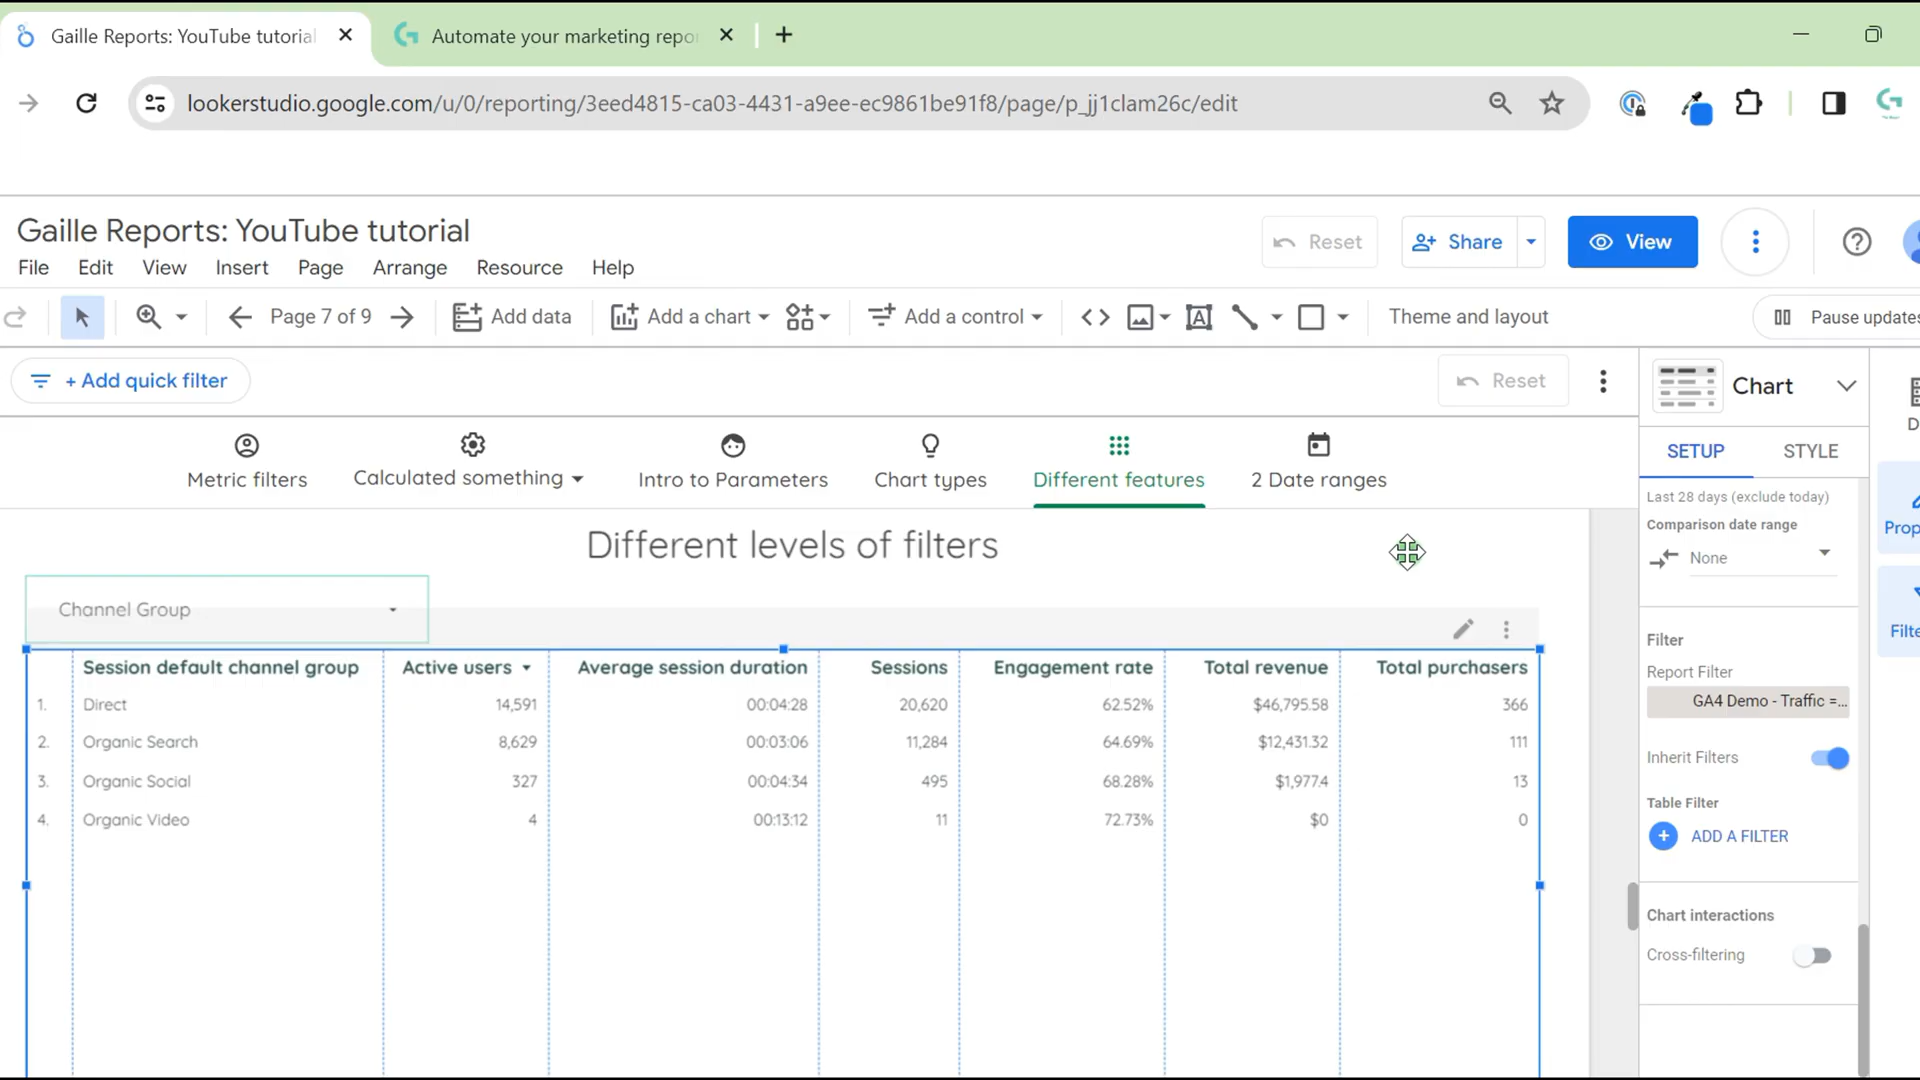 Gaille Reports: YouTube tutorial
Automate your marketing repo
lookerstudio.google.com/u/0/reporting/3eed4815-ca03-4431-a9ee-ec9861be91f8/page/p_jj1clam26c/edit
Gaille Reports: YouTube tutorial
Reset
Share
View
File
Edit
View
Insert
Page
Arrange
Resource
Help
Page 7 of 9
Add data
Add a chart
Add a control
Theme and layout
Pause updates
+ Add quick filter
Reset
Chart
Metric filters
Calculated something
Intro to Parameters
Chart types
Different features
2 Date ranges
SETUP
STYLE
Different levels of filters
Channel Group
Session default channel group Active users Average session duration Sessions Engagement rate Total revenue Total purchasers
1. Direct 14,591 00:04:28 20,620 62.52% $46,795.58 366
2. Organic Search 8,629 00:03:06 11,284 64.69% $12,431.32 111
3. Organic Social 327 00:04:34 495 68.28% $1,977.4 13
4. Organic Video 4 00:13:12 11 72.73% $0 0
Last 28 days (exclude today)
Comparison date range
None
Filter
Report Filter
GA4 Demo - Traffic =...
Inherit Filters
Table Filter
+ ADD A FILTER
Chart interactions
Cross-filtering
D
Prop
Filte